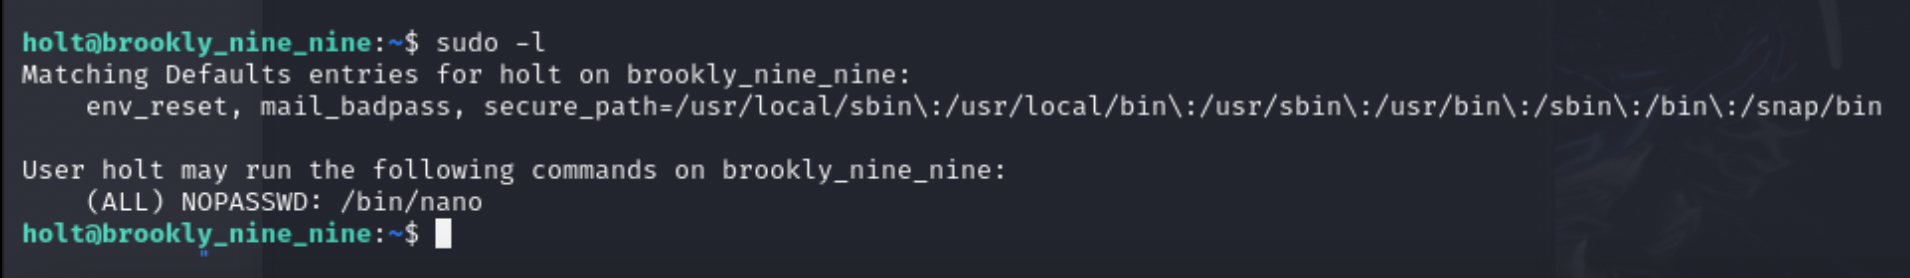 holt@brookly_nine_nine:~$ sudo -l
Matching Defaults entries for holt on brookly_nine_nine:
    env_reset, mail_badpass, secure_path=/usr/local/sbin\:/usr/local/bin\:/usr/sbin\:/usr/bin\:/sbin\:/bin\:/snap/bin

User holt may run the following commands on brookly_nine_nine:
    (ALL) NOPASSWD: /bin/nano
holt@brookly_nine_nine:~$
"